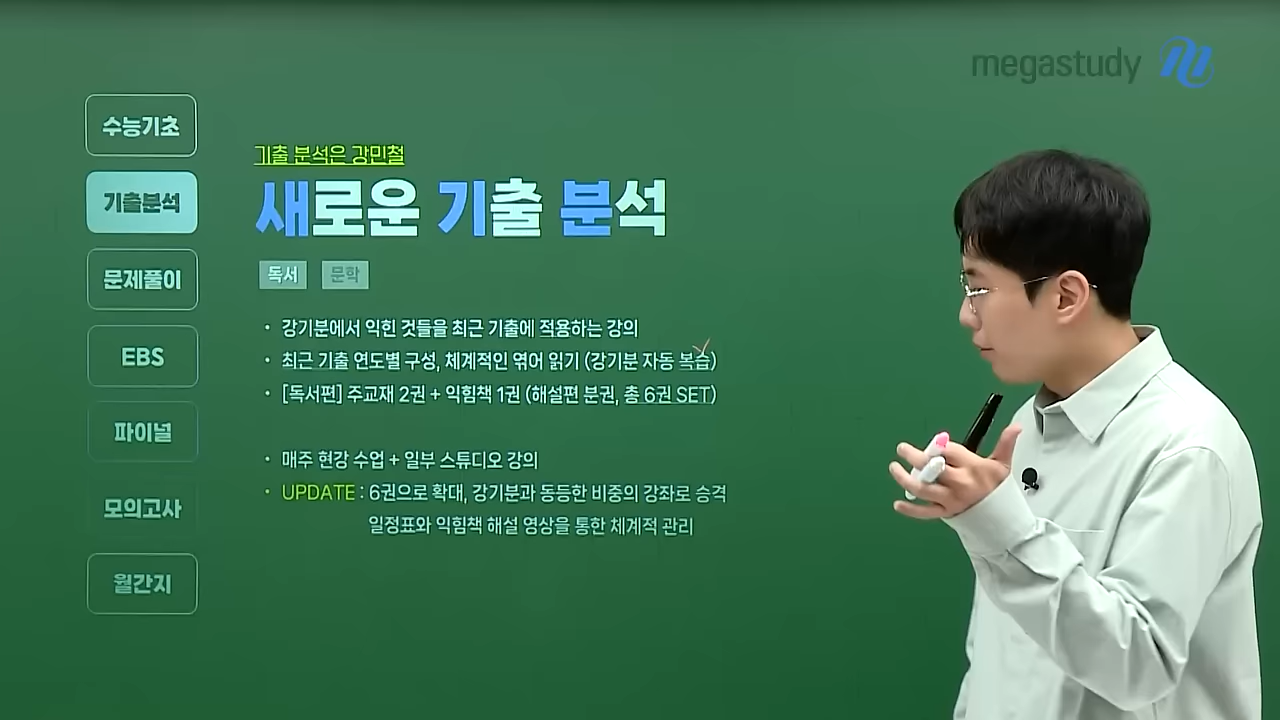 megastudy
수능기초
기출분석
문제풀이
EBS
파이널
모의고사
월간지
기출 분석은 강민철
새로운 기출 분석
독서 문학
• 강기분에서 익힌 것들을 최근 기출에 적용하는 강의
• 최근 기출 연도별 구성, 체계적인 엮어 읽기 (강기분 자동 복습)
• [독서편] 주교재 2권 + 익힘책 1권 (해설편 분권, 총 6권 SET)
• 매주 현강 수업 + 일부 스튜디오 강의
• UPDATE : 6권으로 확대, 강기분과 동등한 비중의 강좌로 승격
일정표와 익힘책 해설 영상을 통한 체계적 관리